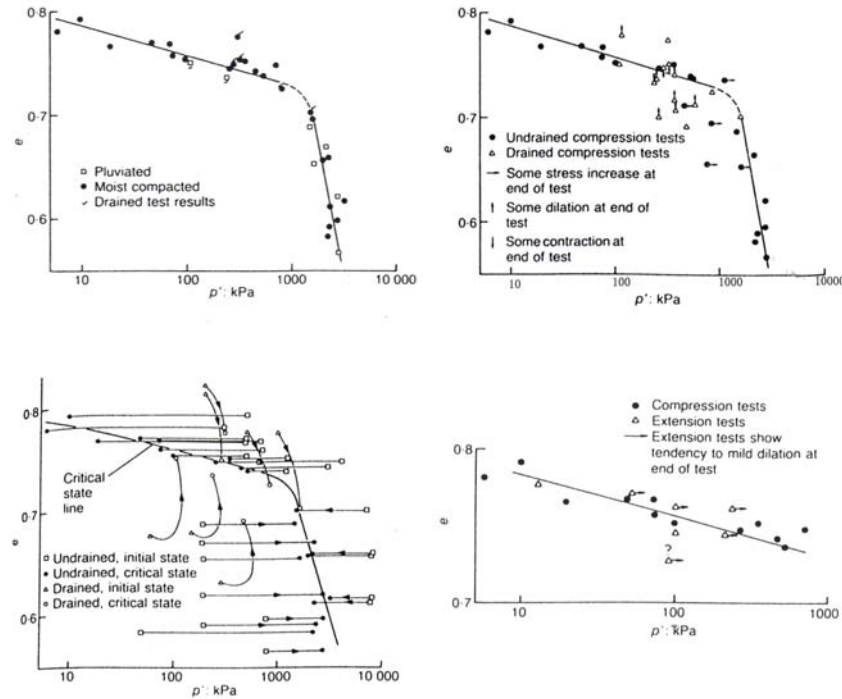 0·8
0·7
0·6
e
10
100
1000
10 000
p': kPa
Pluviated
Moist compacted
Drained test results
0·8
0·7
0·6
e
10
100
1000
10000
p': kPa
Undrained compression tests
Drained compression tests
Some stress increase at
end of test
Some dilation at end of
test
Some contraction at
end of test
0·8
0·7
0·6
e
10
100
1000
10 000
p': kPa
Critical
state
line
Undrained, initial state
Undrained, critical state
Drained, initial state
Drained, critical state
0·8
0·7
e
10
100
1000
p': kPa
Compression tests
Extension tests
Extension tests show
tendency to mild dilation at
end of test
?